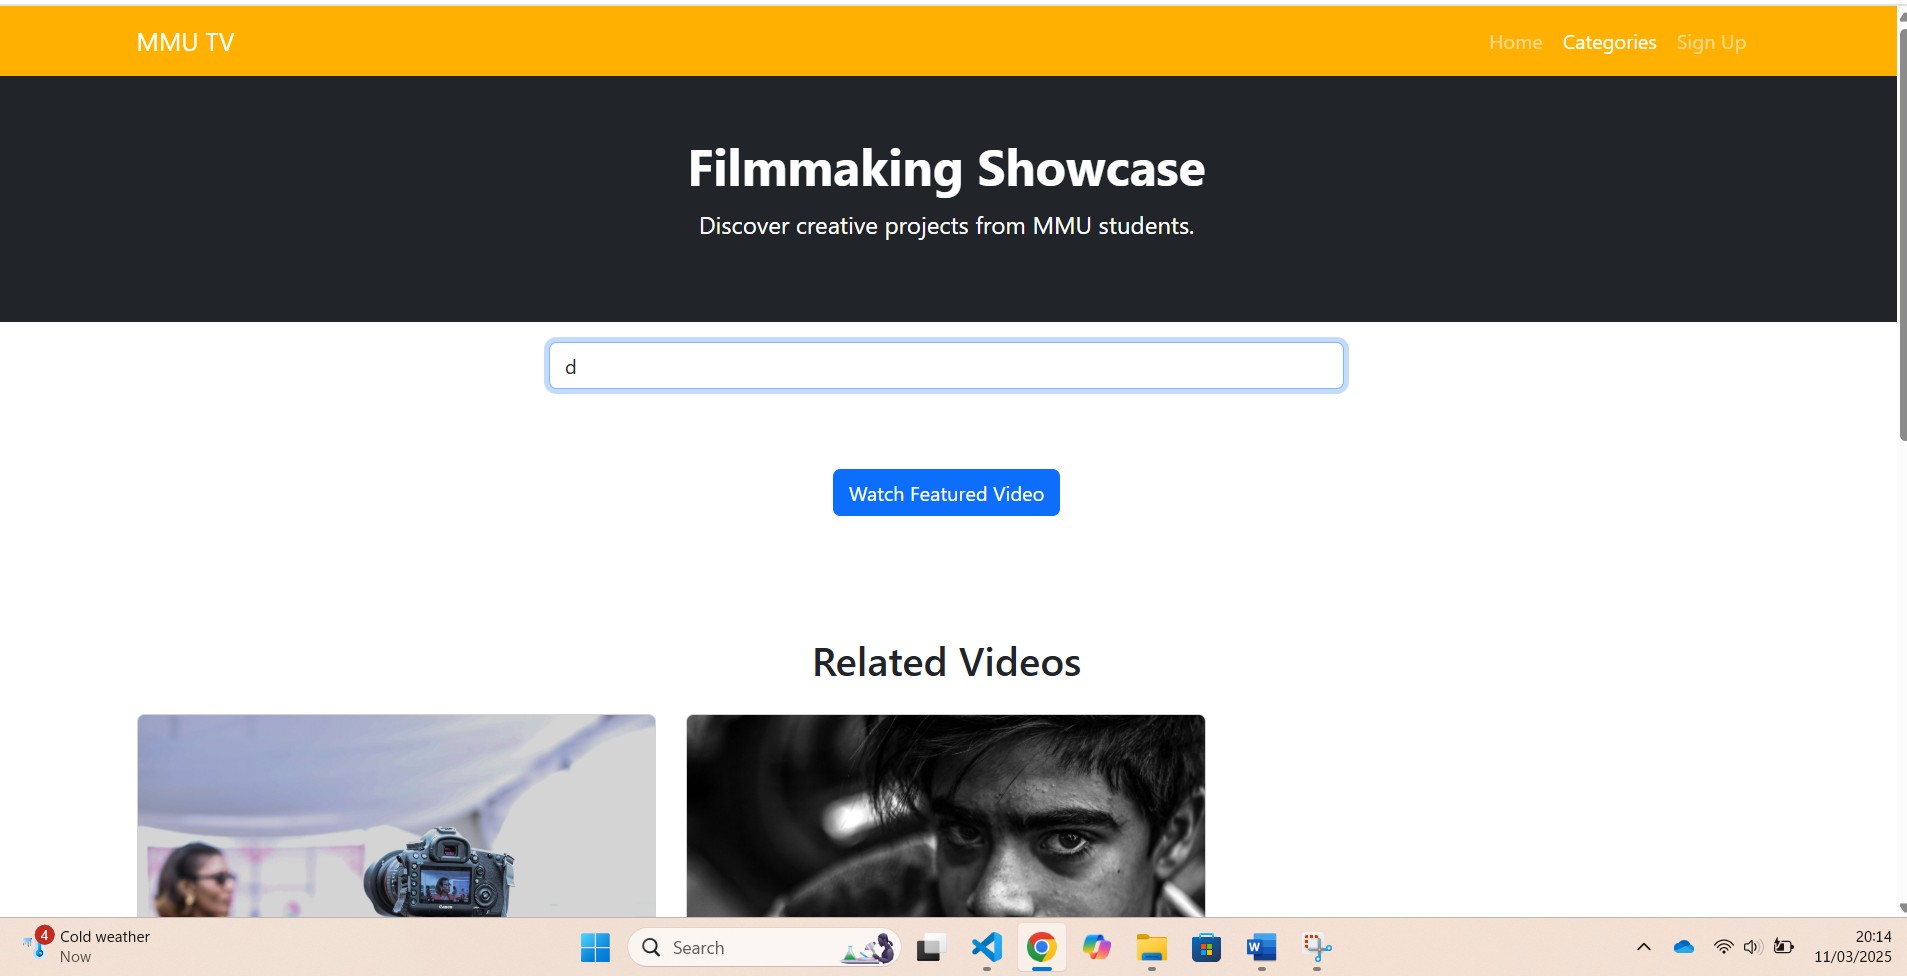 MMU TV
Home Categories Sign Up
Filmmaking Showcase
Discover creative projects from MMU students.
d
Watch Featured Video
Related Videos
Canon
4
Cold weather
Now
Search
W
20:14
11/03/2025